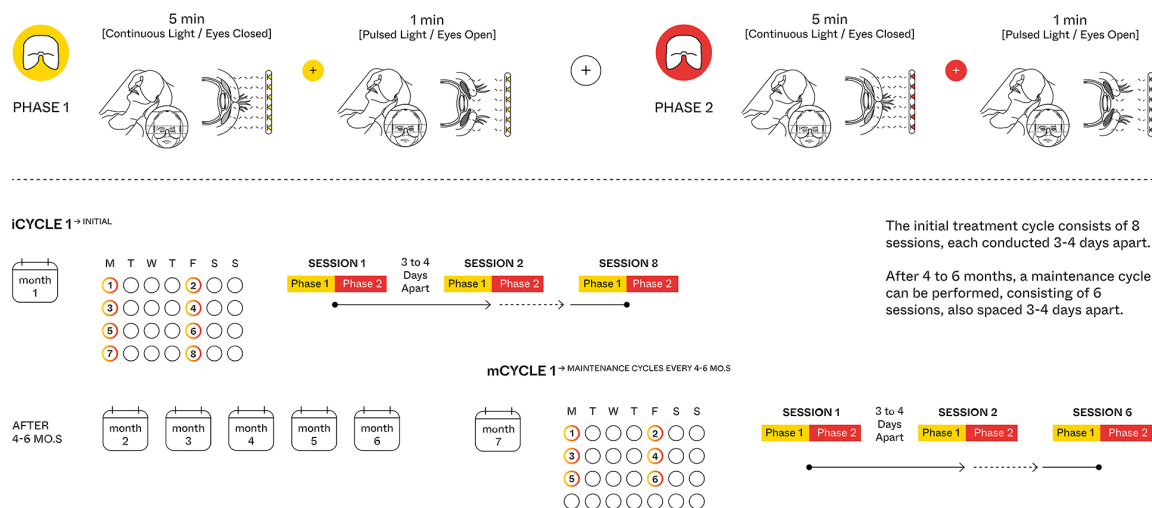 5 min
[Continuous Light / Eyes Closed]
1 min
[Pulsed Light / Eyes Open]
5 min
[Continuous Light / Eyes Closed]
1 min
[Pulsed Light / Eyes Open]
+
+
+
PHASE 1
PHASE 2
iCYCLE 1 → INITIAL
The initial treatment cycle consists of 8
sessions, each conducted 3-4 days apart.
After 4 to 6 months, a maintenance cycle
can be performed, consisting of 6
sessions, also spaced 3-4 days apart.
month
1
M T W T F S S
1 2
3 4
5 6
7 8
SESSION 1
Phase 1 Phase 2
3 to 4
Days
Apart
SESSION 2
Phase 1 Phase 2
SESSION 8
Phase 1 Phase 2
mCYCLE 1 → MAINTENANCE CYCLES EVERY 4-6 MO.S
AFTER
4-6 MO.S
month
2
month
3
month
4
month
5
month
6
month
7
M T W T F S S
1 2
3 4
5 6
SESSION 1
Phase 1 Phase 2
3 to 4
Days
Apart
SESSION 2
Phase 1 Phase 2
SESSION 6
Phase 1 Phase 2